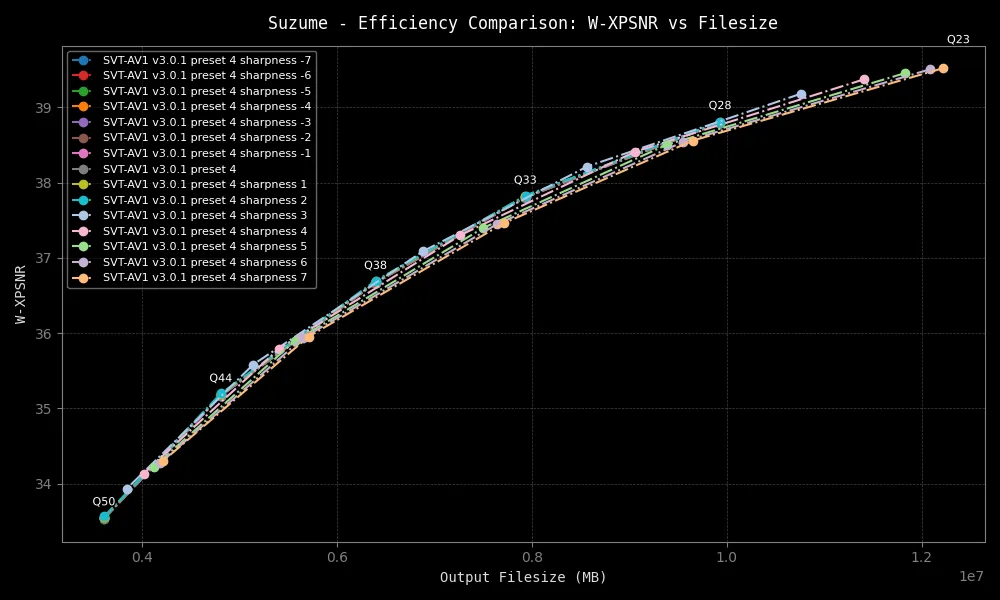 Suzume - Efficiency Comparison: W-XPSNR vs Filesize
Q23
SVT-AV1 v3.0.1 preset 4 sharpness -7
SVT-AV1 v3.0.1 preset 4 sharpness -6
SVT-AV1 v3.0.1 preset 4 sharpness -5
SVT-AV1 v3.0.1 preset 4 sharpness -4
SVT-AV1 v3.0.1 preset 4 sharpness -3
SVT-AV1 v3.0.1 preset 4 sharpness -2
SVT-AV1 v3.0.1 preset 4 sharpness -1
SVT-AV1 v3.0.1 preset 4
SVT-AV1 v3.0.1 preset 4 sharpness 1
SVT-AV1 v3.0.1 preset 4 sharpness 2
SVT-AV1 v3.0.1 preset 4 sharpness 3
SVT-AV1 v3.0.1 preset 4 sharpness 4
SVT-AV1 v3.0.1 preset 4 sharpness 5
SVT-AV1 v3.0.1 preset 4 sharpness 6
SVT-AV1 v3.0.1 preset 4 sharpness 7
Q28
Q33
Q38
Q44
Q50
39
38
37
36
35
34
W-XPSNR
0.4
0.6
0.8
1.0
1.2
1e7
Output Filesize (MB)